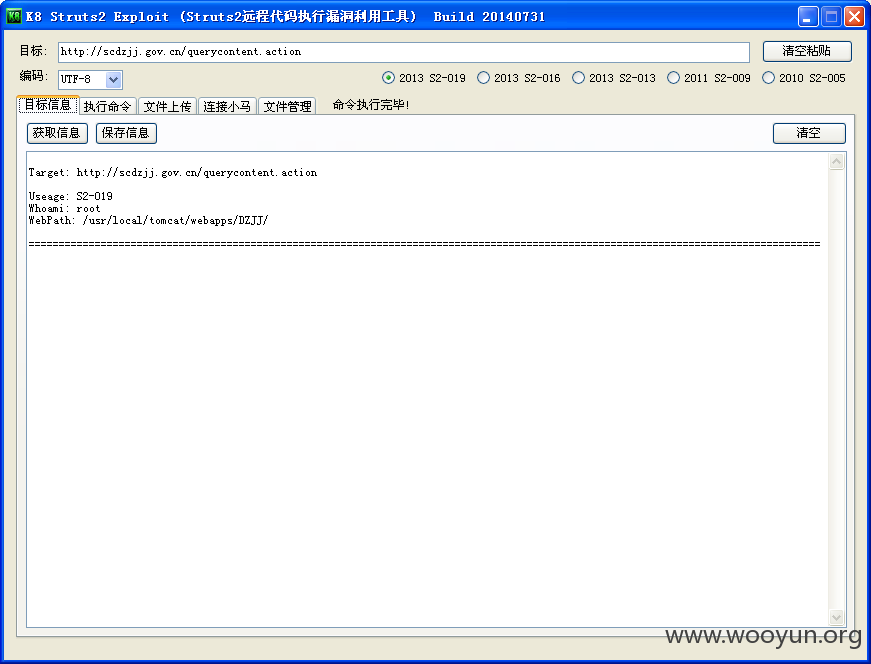 K8 Struts2 Exploit (Struts2远程代码执行漏洞利用工具) Build 20140731
目标: http://scdzjj.gov.cn/querycontent.action 清空粘贴
编码: UTF-8 2013 S2-019 2013 S2-016 2013 S2-013 2011 S2-009 2010 S2-005
目标信息 执行命令 文件上传 连接小马 文件管理 命令执行完毕!
获取信息 保存信息 清空
Target: http://scdzjj.gov.cn/querycontent.action
Useage: S2-019
Whoami: root
WebPath: /usr/local/tomcat/webapps/DZJJ/
====================================================================================================================================
www.wooyun.org